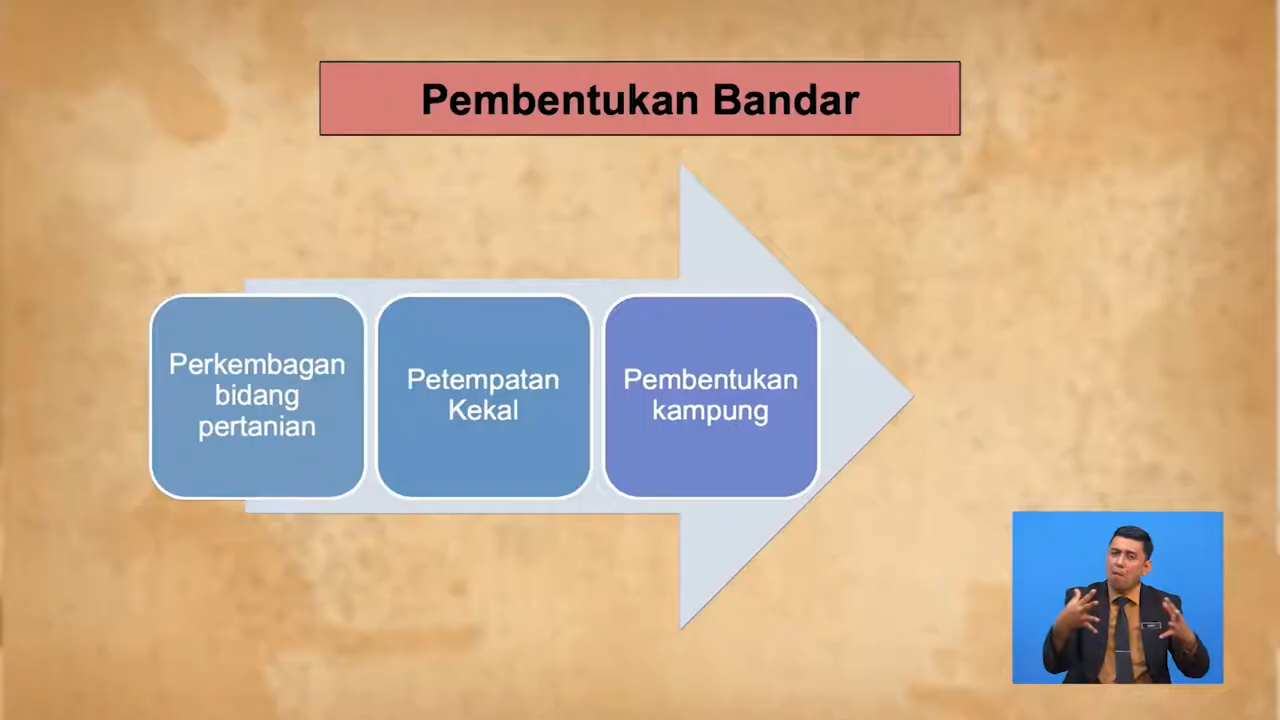 Pembentukan Bandar
Perkembagan
bidang
pertanian
Petempatan
Kekal
Pembentukan
kampung